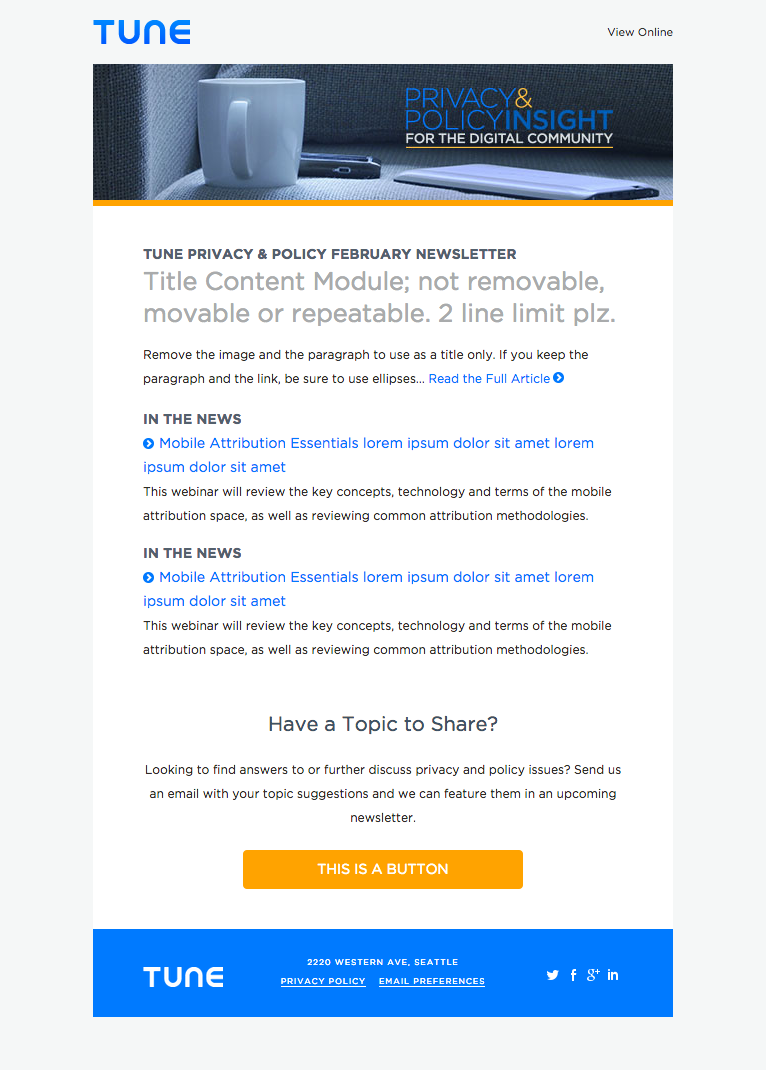 TUNE
View Online
PRIVACY&
POLICYINSIGHT
FOR THE DIGITAL COMMUNITY
TUNE PRIVACY & POLICY FEBRUARY NEWSLETTER
Title Content Module; not removable,
movable or repeatable. 2 line limit plz.
Remove the image and the paragraph to use as a title only. If you keep the
paragraph and the link, be sure to use ellipses... Read the Full Article
IN THE NEWS
Mobile Attribution Essentials lorem ipsum dolor sit amet lorem
ipsum dolor sit amet
This webinar will review the key concepts, technology and terms of the mobile
attribution space, as well as reviewing common attribution methodologies.
IN THE NEWS
Mobile Attribution Essentials lorem ipsum dolor sit amet lorem
ipsum dolor sit amet
This webinar will review the key concepts, technology and terms of the mobile
attribution space, as well as reviewing common attribution methodologies.
Have a Topic to Share?
Looking to find answers to or further discuss privacy and policy issues? Send us
an email with your topic suggestions and we can feature them in an upcoming
newsletter.
THIS IS A BUTTON
TUNE
2220 WESTERN AVE, SEATTLE
PRIVACY POLICY EMAIL PREFERENCES